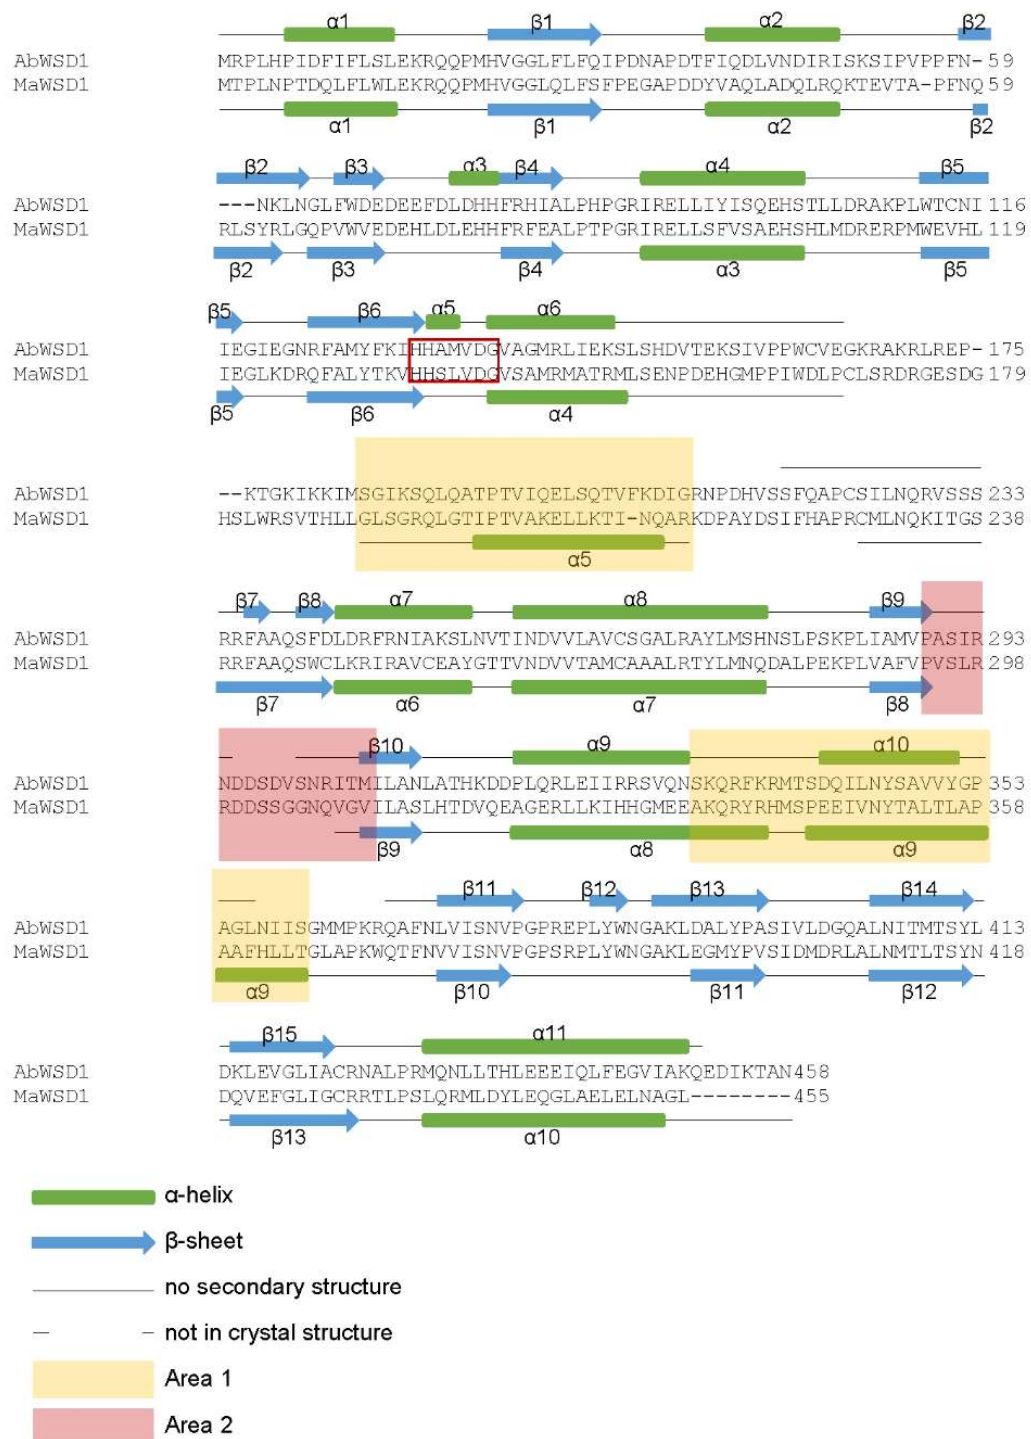 α1 β1 α2 β2
AbWSD1 MRPLHPIDFIFLSLEKRQQPMHVGGLFLFQIPDNAPDTFIQDLVNDIRISKSIPVPPFN- 59
MaWSD1 MTPLNPTDQLFLWLEKRQQPMHVGGLQLFSFPEGAPDDYVAQLADQLRQKTEVTA-PFNQ 59
α1 β1 α2 β2
β2 β3 α3 β4 α4 β5
AbWSD1 ---NKLNGLFWDEDEEFDLDHHFRHIALPHPGRIRELLIYISQEHSTLLDRAKPLWTCNI 116
MaWSD1 RLSYRLGQPVWVEDEHLDLEHHFRFEALPTPGRIRELLSFVSAEHSHLMDRERPMWEVHL 119
β2 β3 β4 α3 β5
β5 β6 α5 α6
AbWSD1 IEGIEGNRFAMYFKIHHAMVDGVAGMRLIEKSLSHDVTEKSIVPPWCVEGKRAKRLREP- 175
MaWSD1 IEGLKDRQFALYTKVHHSLVDGVSAMRMATRMLSENPDEHGMPPIWDLPCLSRDRGESDG 179
β5 β6 α4
AbWSD1 --KTGKIKKIMSGIKSQLQATPTVIQELSQTVFKDIGRNPDHVSSFQAPCSILNQRVSSS 233
MaWSD1 HSLWRSVTHLLGLSGRQLGTIPTVAKELLKTI-NQARKDPAYDSIFHAPRCMLNQKITGS 238
α5
β7 β8 α7 α8 β9
AbWSD1 RRFAAQSFDLDRFRNIAKSLNVTINDVVLAVCSGALRAYLMSHNSLPSKPLIAMVPASIR 293
MaWSD1 RRFAAQSWCLKRIRAVCEAYGTTVNDVVTAMCAAALRTYLMNQDALPEKPLVAFVPVSLR 298
β7 α6 α7 β8
β10 α9 α10
AbWSD1 NDDSDVSNRITMILANLATHKDDPLQRLEIIRRSVQNSKQRFKRMTSDQILNYSAVVYGP 353
MaWSD1 RDDSSGGNQVGVILASLHTDVQEAGERLLKIHHGMEEAKQRYRHMSPEEIVNYTALTLAP 358
β9 α8 α9
β11 β12 β13 β14
AbWSD1 AGLNIISGMMPKRQAFNLVISNVPGPREPLYWNGAKLDALYPASIVLDGQALNITMTSYL 413
MaWSD1 AAFHLLTGLAPKWQTFNVVISNVPGPSRPLYWNGAKLEGMYPVSIDMDRLALNMTLTSYN 418
α9 β10 β11 β12
β15 α11
AbWSD1 DKLEVGLIACRNALPRMQNLLTHLEEEIQLFEGVIAKQEDIKTAN 458
MaWSD1 DQVEFGLIGCRRTLPSLQRMLDYLEQGLAELELNAGL-------- 455
β13 α10
α-helix
β-sheet
no secondary structure
not in crystal structure
Area 1
Area 2